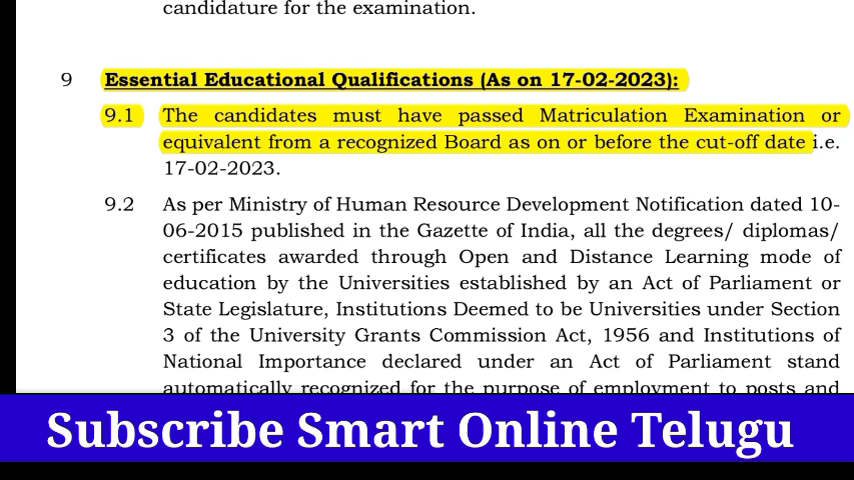 candidature for the examination.
9 Essential Educational Qualifications (As on 17-02-2023):
9.1 The candidates must have passed Matriculation Examination or
equivalent from a recognized Board as on or before the cut-off date i.e.
17-02-2023.
9.2 As per Ministry of Human Resource Development Notification dated 10-
06-2015 published in the Gazette of India, all the degrees/ diplomas/
certificates awarded through Open and Distance Learning mode of
education by the Universities established by an Act of Parliament or
State Legislature, Institutions Deemed to be Universities under Section
3 of the University Grants Commission Act, 1956 and Institutions of
National Importance declared under an Act of Parliament stand
automatically recognized for the purpose of employment to posts and
Subscribe Smart Online Telugu